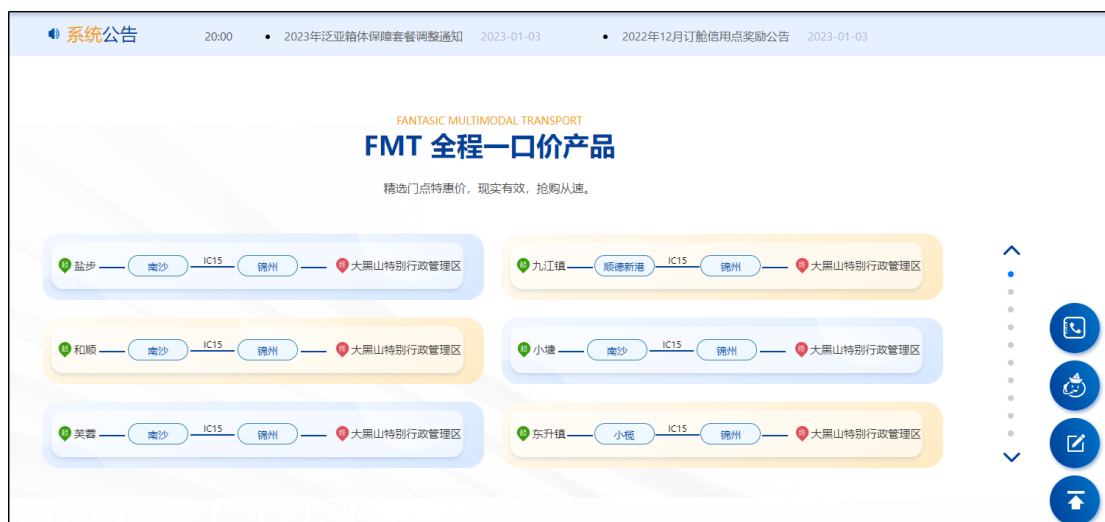 系统公告 20:00 • 2023年泛亚箱体保障套餐调整通知 2023-01-03 • 2022年12月订舱信用点奖励公告 2023-01-03
FANTASIC MULTIMODAL TRANSPORT
FMT 全程一口价产品
精选门点特惠价，现实有效，抢购从速。
起 盐步 南沙 IC15 锦州 终 大黑山特别行政管理区
起 九江镇 顺德新港 IC15 锦州 终 大黑山特别行政管理区
起 和顺 南沙 IC15 锦州 终 大黑山特别行政管理区
起 小塘 南沙 IC15 锦州 终 大黑山特别行政管理区
起 芙蓉 南沙 IC15 锦州 终 大黑山特别行政管理区
起 东升镇 小榄 IC15 锦州 终 大黑山特别行政管理区